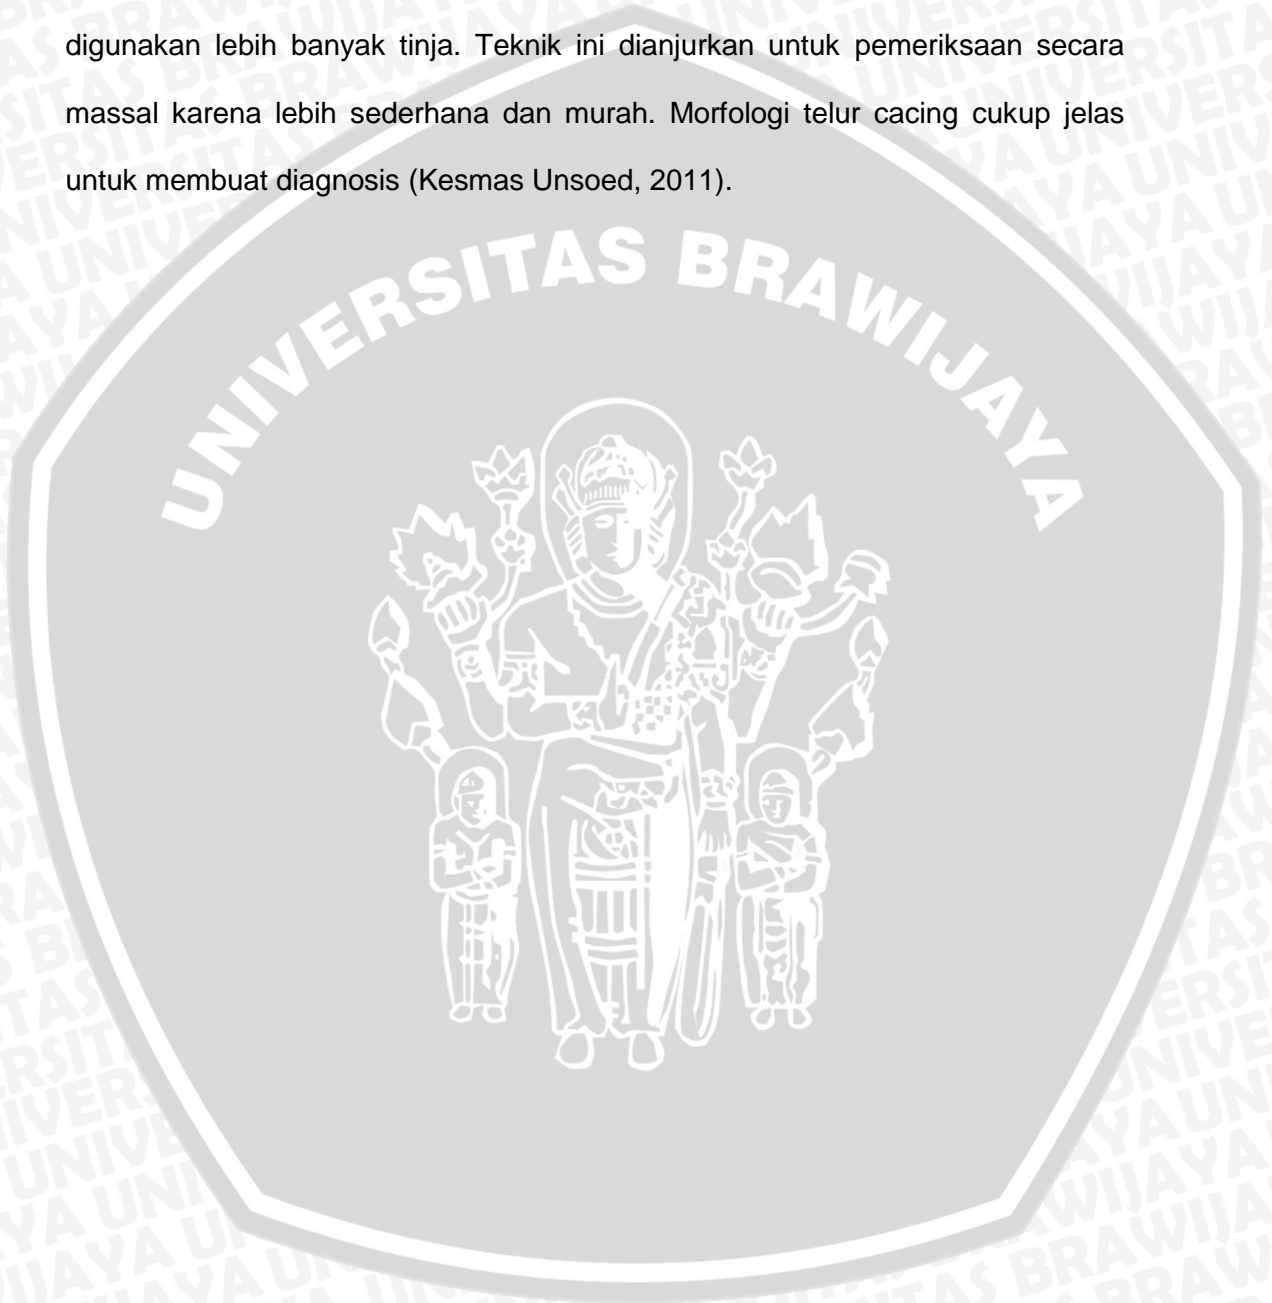 digunakan lebih banyak tinja. Teknik ini dianjurkan untuk pemeriksaan secara
massal karena lebih sederhana dan murah. Morfologi telur cacing cukup jelas
untuk membuat diagnosis (Kesmas Unsoed, 2011).
UNIVERSITAS BRAWIJAYA